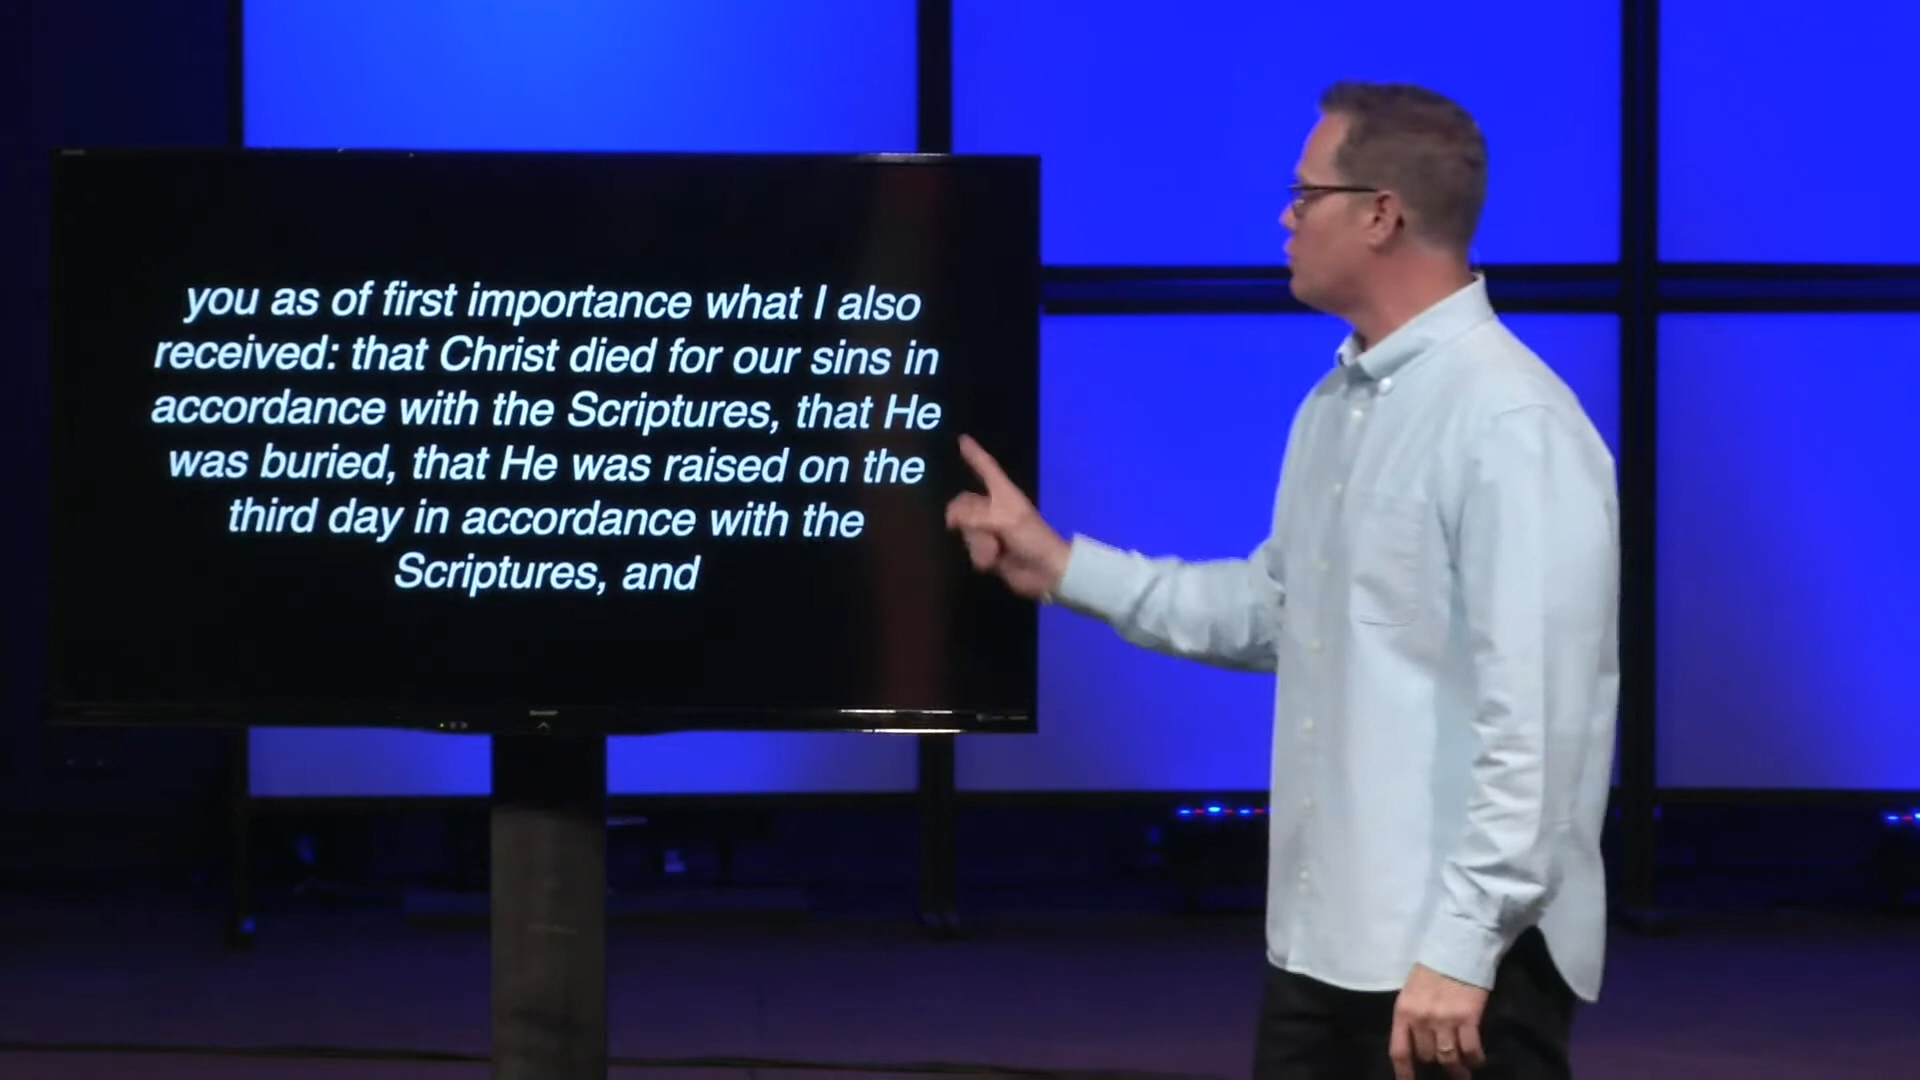 you as of first importance what I also
received: that Christ died for our sins in
accordance with the Scriptures, that He
was buried, that He was raised on the
third day in accordance with the
Scriptures, and
SHARP